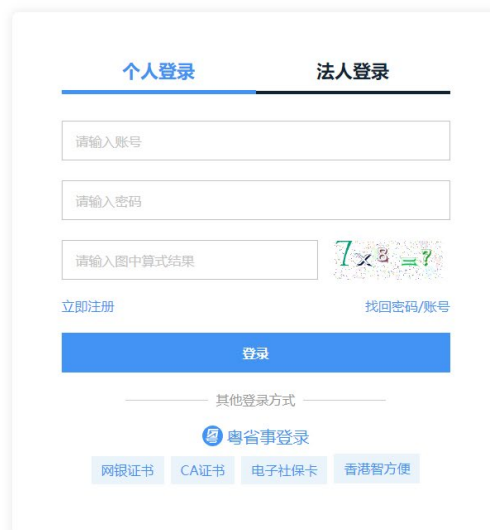 个人登录 法人登录
请输入账号
请输入密码
请输入图中算式结果 7x8=?
立即注册 找回密码/账号
登录
其他登录方式
粤省事登录
网银证书 CA证书 电子社保卡 香港智方便